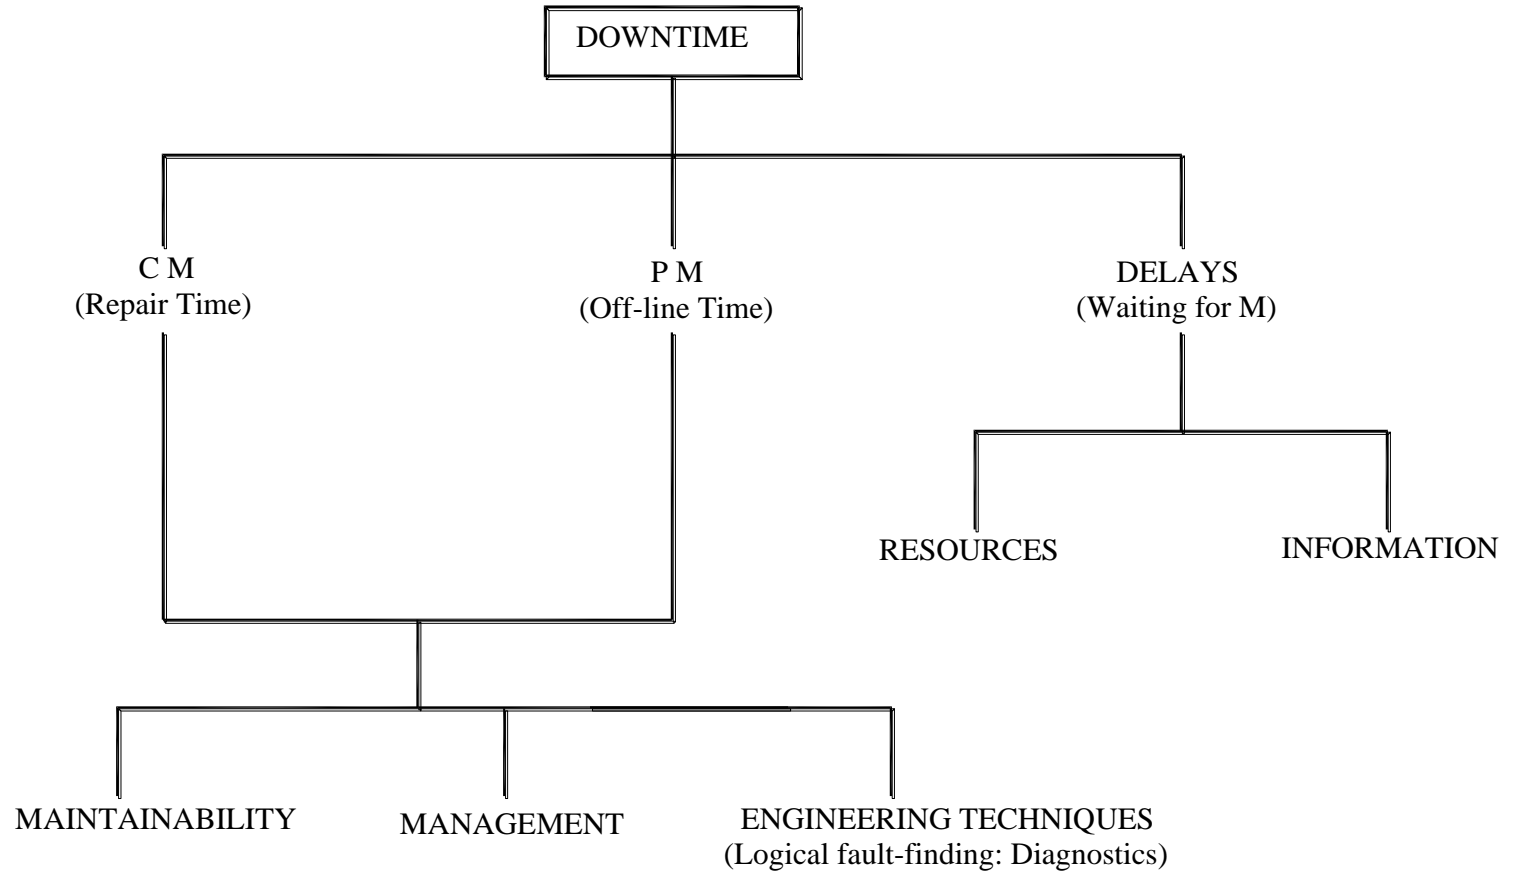 DOWNTIME
C M
(Repair Time)
P M
(Off-line Time)
DELAYS
(Waiting for M)
RESOURCES
INFORMATION
MAINTAINABILITY
MANAGEMENT
ENGINEERING TECHNIQUES
(Logical fault-finding: Diagnostics)